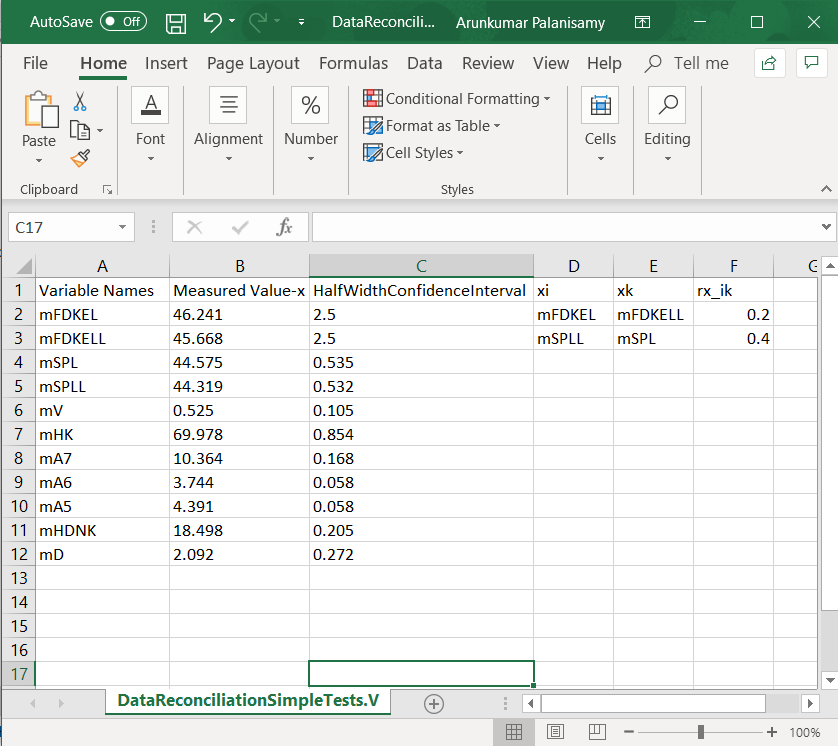 AutoSave Off DataReconcili... Arunkumar Palanisamy
File Home Insert Page Layout Formulas Data Review View Help Tell me
Paste
Clipboard
A
Font
Alignment
%
Number
Conditional Formatting
Format as Table
Cell Styles
Styles
Cells
Editing
C17 fx
A B C D E F G
1 Variable Names Measured Value-x HalfWidthConfidenceInterval xi xk rx_ik
2 mFDKEL 46.241 2.5 mFDKEL mFDKELL 0.2
3 mFDKELL 45.668 2.5 mSPLL mSPL 0.4
4 mSPL 44.575 0.535
5 mSPLL 44.319 0.532
6 mV 0.525 0.105
7 mHK 69.978 0.854
8 mA7 10.364 0.168
9 mA6 3.744 0.058
10 mA5 4.391 0.058
11 mHDNK 18.498 0.205
12 mD 2.092 0.272
13
14
15
16
17
DataReconciliationSimpleTests.V
100%